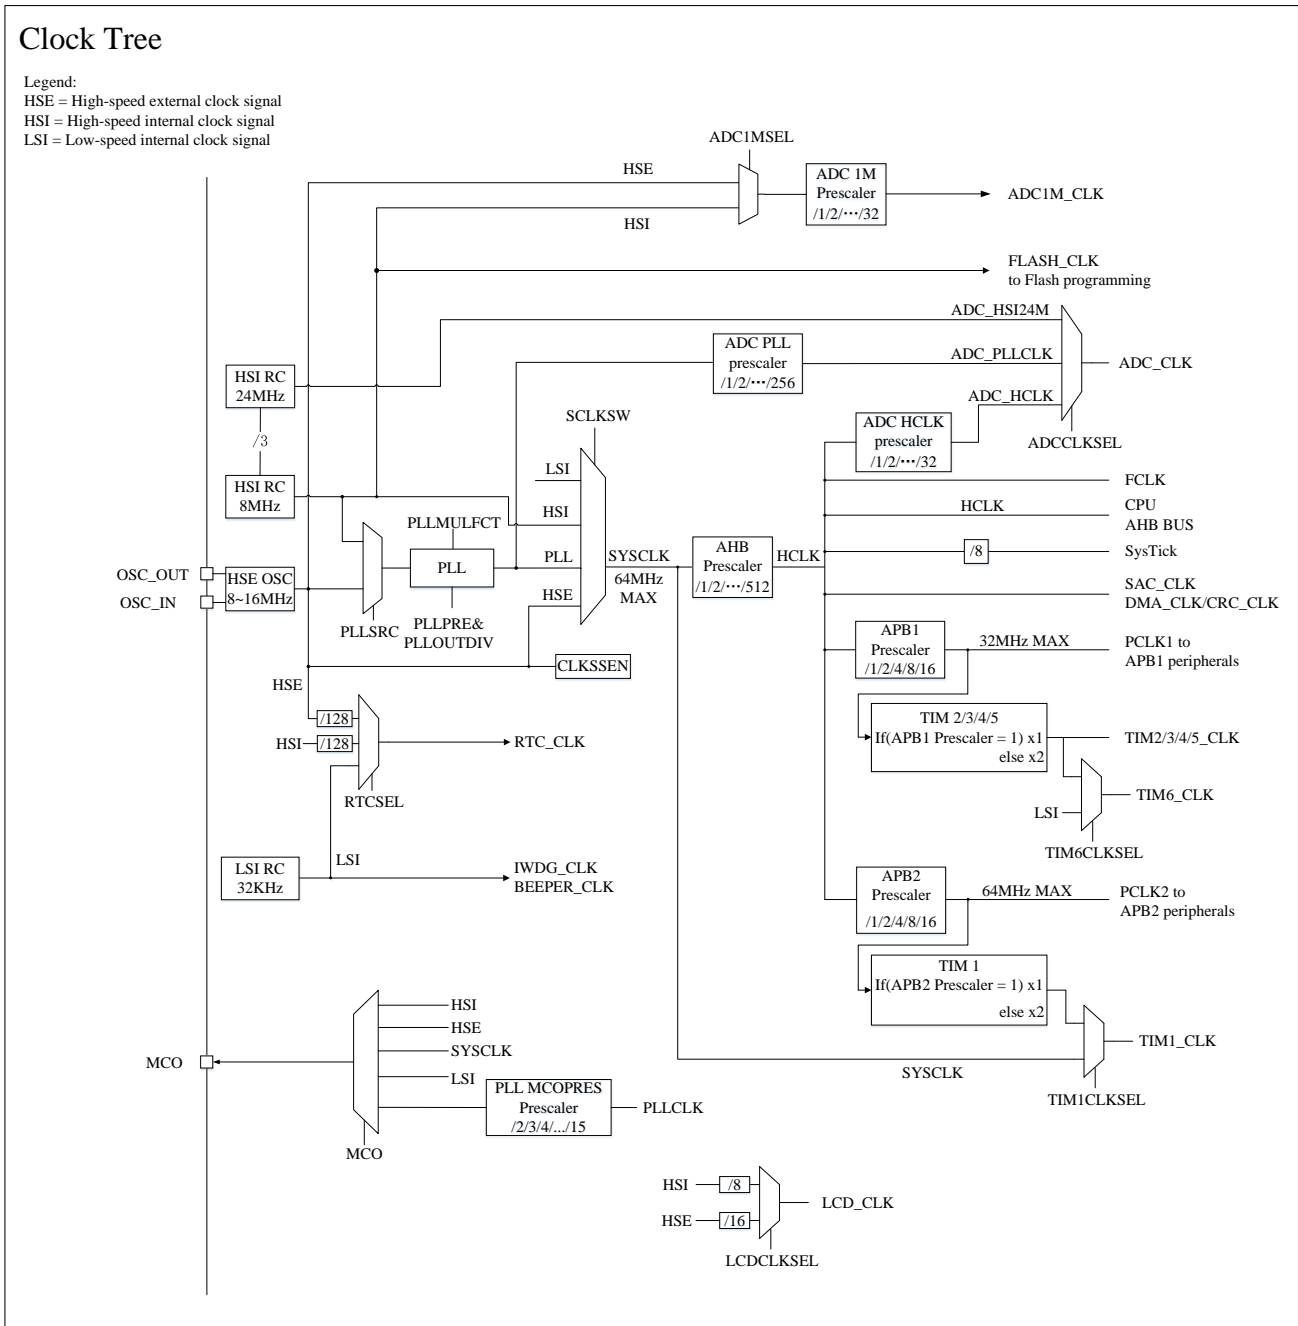 Clock Tree
Legend:
HSE = High-speed external clock signal
HSI = High-speed internal clock signal
LSI = Low-speed internal clock signal
ADC1MSEL
HSE
HSI
ADC 1M
Prescaler
/1/2/⋯/32
ADC1M_CLK
FLASH_CLK
to Flash programming
ADC_HSI24M
ADC PLL
prescaler
/1/2/⋯/256
ADC_PLLCLK
ADC_CLK
HSI RC
24MHz
ADC_HCLK
SCLKSW
ADC HCLK
prescaler
/1/2/⋯/32
ADCCLKSEL
/3
LSI
HSI RC
8MHz
FCLK
HSI
HCLK
CPU
AHB BUS
PLLMULFCT
PLL
PLL
SYSCLK
64MHz
MAX
AHB
Prescaler
/1/2/⋯/512
HCLK
/8
SysTick
OSC_OUT
OSC_IN
HSE OSC
8~16MHz
HSE
SAC_CLK
DMA_CLK/CRC_CLK
PLLSRC
PLLPRE&
PLLOUTDIV
APB1
Prescaler
/1/2/4/8/16
32MHz MAX
PCLK1 to
APB1 peripherals
CLKSSEN
HSE
/128
HSI
/128
RTC_CLK
TIM 2/3/4/5
If(APB1 Prescaler = 1) x1
else x2
TIM2/3/4/5_CLK
RTCSEL
TIM6_CLK
LSI
TIM6CLKSEL
LSI RC
32KHz
LSI
IWDG_CLK
BEEPER_CLK
APB2
Prescaler
/1/2/4/8/16
64MHz MAX
PCLK2 to
APB2 peripherals
TIM 1
If(APB2 Prescaler = 1) x1
else x2
HSI
HSE
SYSCLK
LSI
MCO
TIM1_CLK
SYSCLK
TIM1CLKSEL
PLL MCOPRES
Prescaler
/2/3/4/.../15
PLLCLK
MCO
HSI
/8
HSE
/16
LCD_CLK
LCDCLKSEL